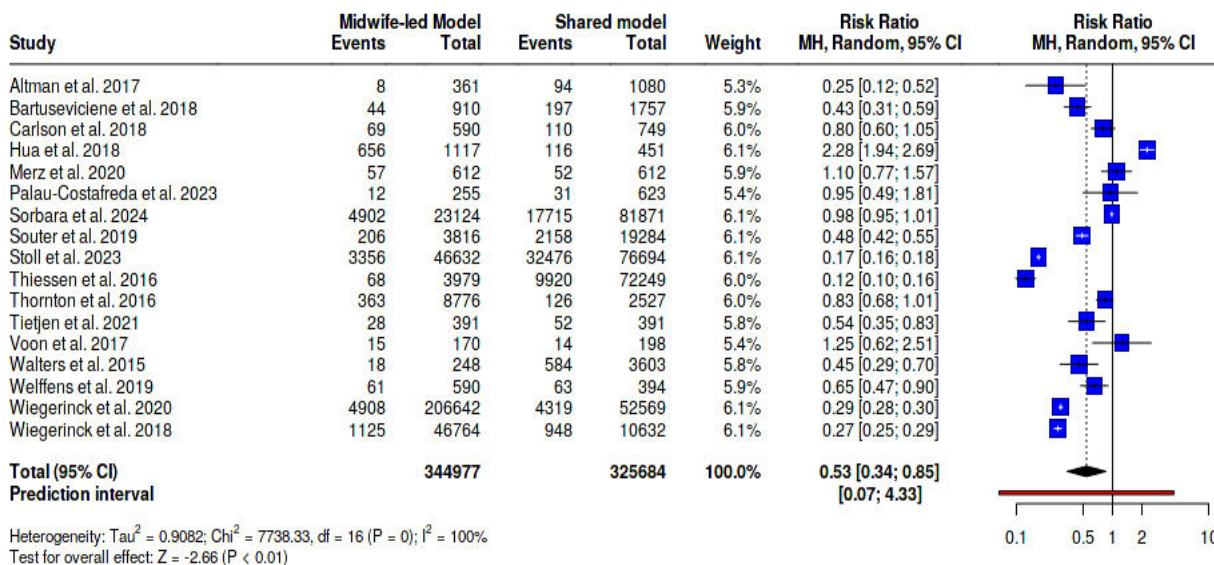 Midwife-led Model Shared model Risk Ratio Risk Ratio
Study Events Total Events Total Weight MH, Random, 95% CI MH, Random, 95% CI
Altman et al. 2017 8 361 94 1080 5.3% 0.25 [0.12; 0.52]
Bartuseviciene et al. 2018 44 910 197 1757 5.9% 0.43 [0.31; 0.59]
Carlson et al. 2018 69 590 110 749 6.0% 0.80 [0.60; 1.05]
Hua et al. 2018 656 1117 116 451 6.1% 2.28 [1.94; 2.69]
Merz et al. 2020 57 612 52 612 5.9% 1.10 [0.77; 1.57]
Palau-Costafreda et al. 2023 12 255 31 623 5.4% 0.95 [0.49; 1.81]
Sorbara et al. 2024 4902 23124 17715 81871 6.1% 0.98 [0.95; 1.01]
Souter et al. 2019 206 3816 2158 19284 6.1% 0.48 [0.42; 0.55]
Stoll et al. 2023 3356 46632 32476 76694 6.1% 0.17 [0.16; 0.18]
Thiessen et al. 2016 68 3979 9920 72249 6.0% 0.12 [0.10; 0.16]
Thornton et al. 2016 363 8776 126 2527 6.0% 0.83 [0.68; 1.01]
Tietjen et al. 2021 28 391 52 391 5.8% 0.54 [0.35; 0.83]
Voon et al. 2017 15 170 14 198 5.4% 1.25 [0.62; 2.51]
Walters et al. 2015 18 248 584 3603 5.8% 0.45 [0.29; 0.70]
Welffens et al. 2019 61 590 63 394 5.9% 0.65 [0.47; 0.90]
Wiegerinck et al. 2020 4908 206642 4319 52569 6.1% 0.29 [0.28; 0.30]
Wiegerinck et al. 2018 1125 46764 948 10632 6.1% 0.27 [0.25; 0.29]
Total (95% CI) 344977 325684 100.0% 0.53 [0.34; 0.85]
Prediction interval [0.07; 4.33]
Heterogeneity: Tau² = 0.9082; Chi² = 7738.33, df = 16 (P = 0); I² = 100%
Test for overall effect: Z = -2.66 (P < 0.01)
0.1 0.5 1 2 10